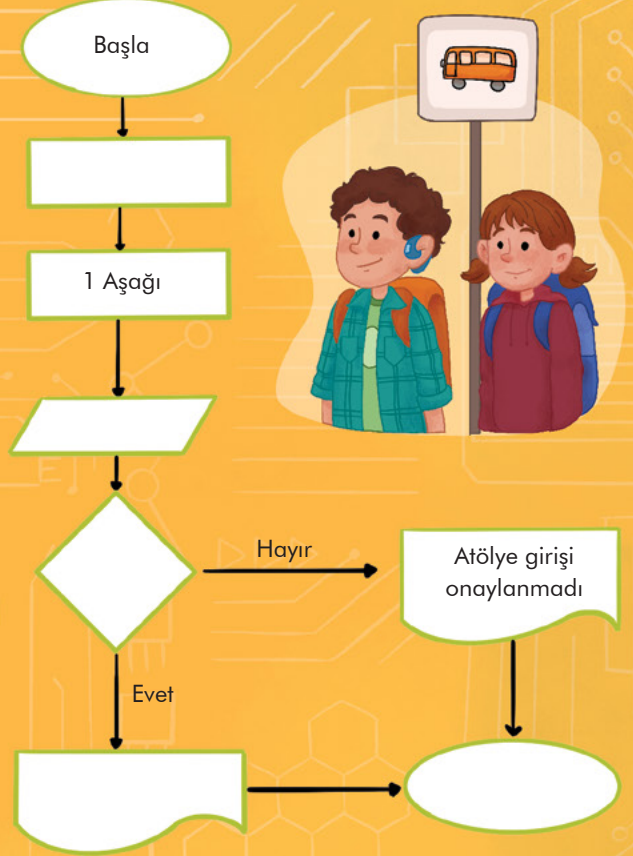 Başla
1 Aşağı
Hayır
Atölye girişi
onaylanmadı
Evet